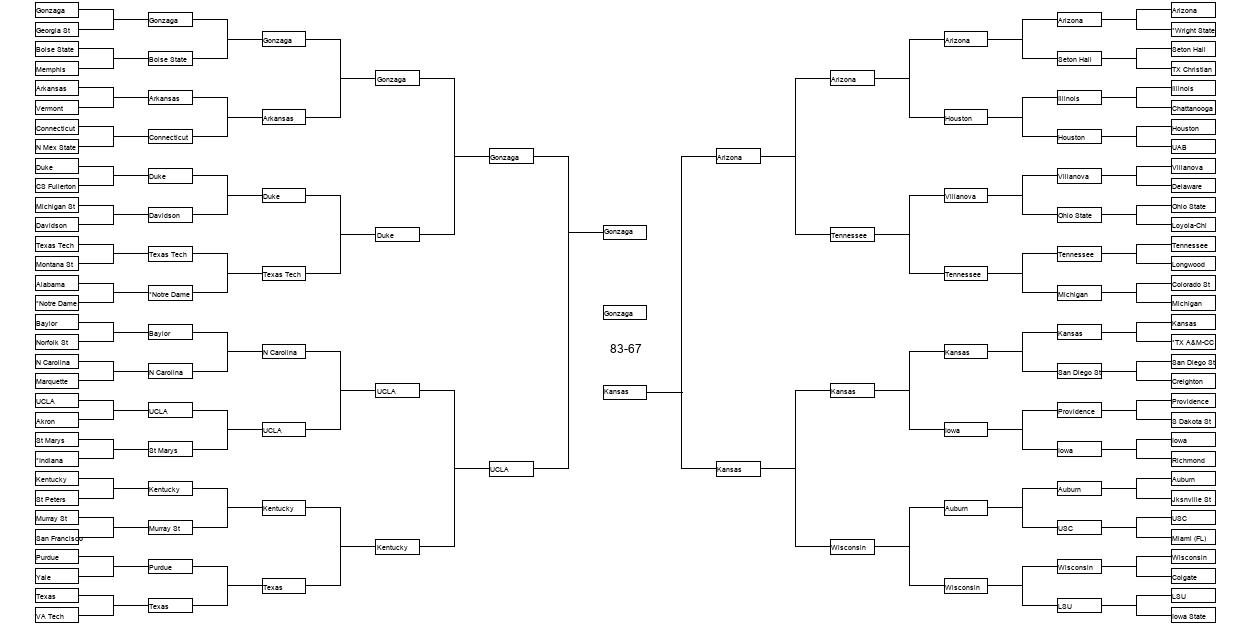 Gonzaga
Georgia St
Boise State
Memphis
Arkansas
Vermont
Connecticut
N Mex State
Duke
CS Fullerton
Michigan St
Davidson
Texas Tech
Montana St
Alabama
*Notre Dame
Baylor
Norfolk St
N Carolina
Marquette
UCLA
Akron
St Marys
*Indiana
Kentucky
St Peters
Murray St
San Francisco
Purdue
Yale
Texas
VA Tech
Gonzaga
Boise State
Arkansas
Connecticut
Duke
Davidson
Texas Tech
*Notre Dame
Baylor
N Carolina
UCLA
St Marys
Kentucky
Murray St
Purdue
Texas
Gonzaga
Arkansas
Duke
Texas Tech
N Carolina
UCLA
Kentucky
Texas
Gonzaga
Duke
UCLA
Kentucky
Gonzaga
UCLA
Gonzaga
Gonzaga
83-67
Kansas
Arizona
Kansas
Arizona
Tennessee
Kansas
Wisconsin
Arizona
Houston
Villanova
Tennessee
Kansas
Iowa
Auburn
Wisconsin
Arizona
Seton Hall
Illinois
Houston
Villanova
Ohio State
Tennessee
Michigan
Kansas
San Diego St
Providence
Iowa
Auburn
USC
Wisconsin
LSU
Arizona
*Wright State
Seton Hall
TX Christian
Illinois
Chattanooga
Houston
UAB
Villanova
Delaware
Ohio State
Loyola-Chi
Tennessee
Longwood
Colorado St
Michigan
Kansas
*TX A&M-CC
San Diego St
Creighton
Providence
S Dakota St
Iowa
Richmond
Auburn
Jksnville St
USC
Miami (FL)
Wisconsin
Colgate
LSU
Iowa State